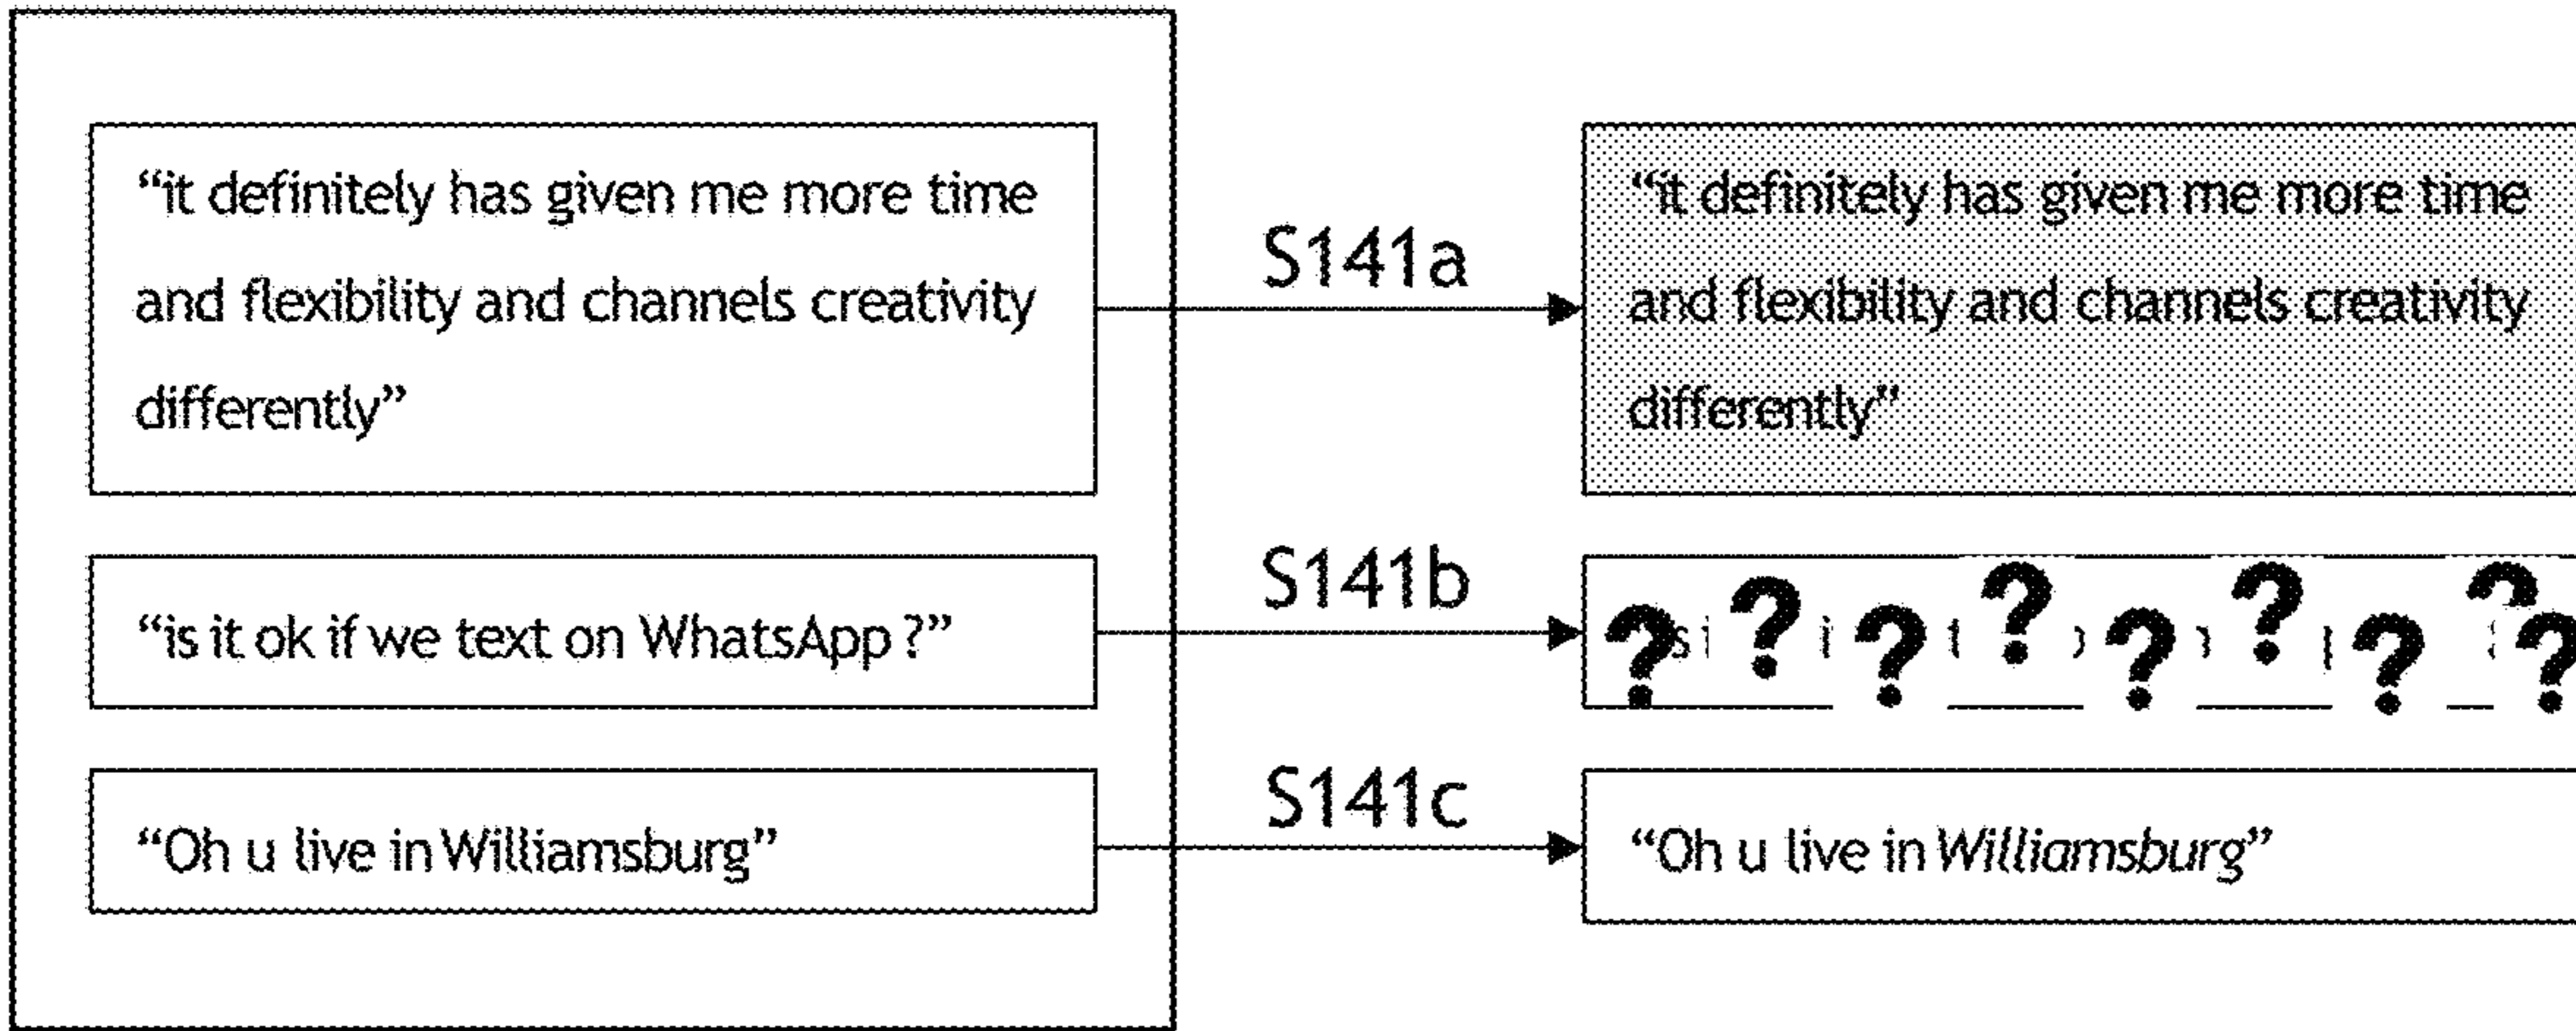 “it definitely has given me more time
and flexibility and channels creativity
differently”
S141a
“it definitely has given me more time
and flexibility and channels creativity
differently”
“is it ok if we text on WhatsApp ?”
S141b
? ? ? ? ? ? ? ? ?
“Oh u live in Williamsburg”
S141c
“Oh u live in Williamsburg”